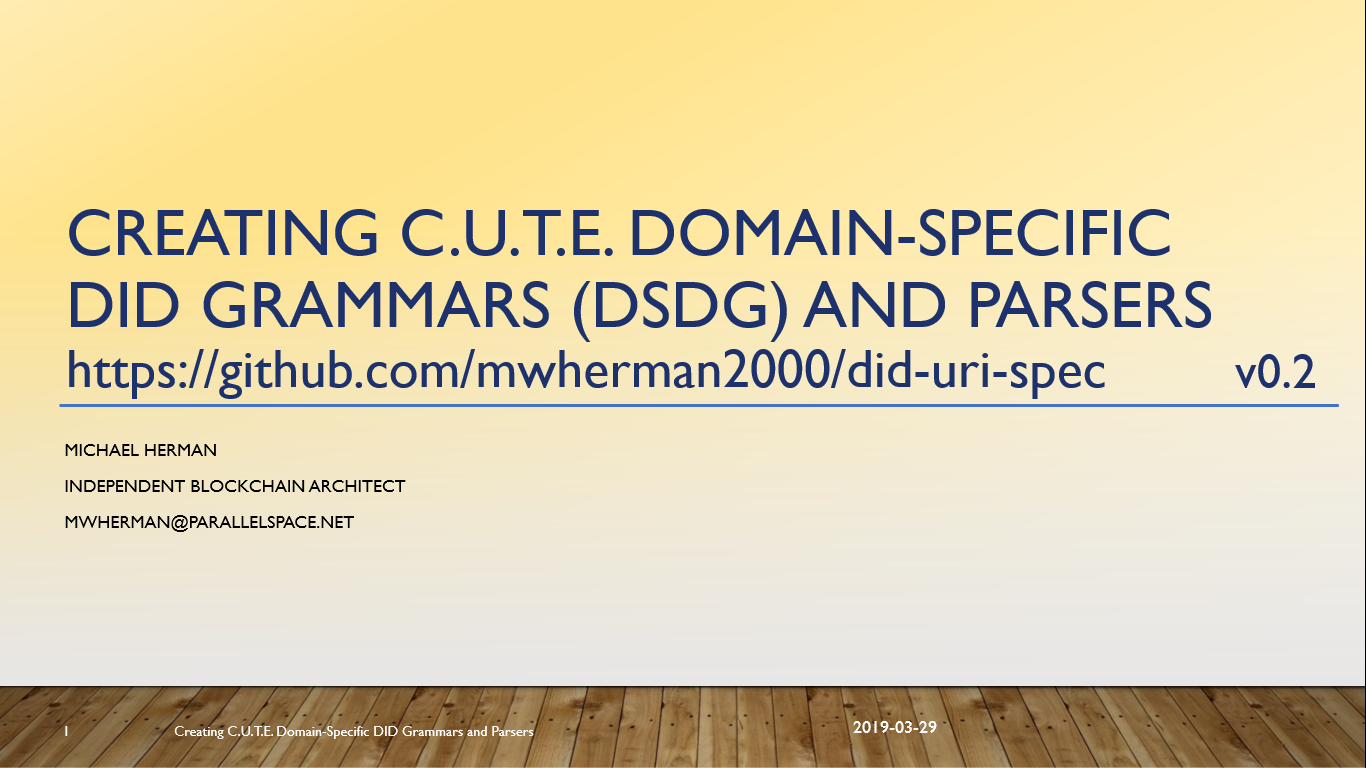 CREATING C.U.T.E. DOMAIN-SPECIFIC
DID GRAMMARS (DSDG) AND PARSERS
https://github.com/mwherman2000/did-uri-spec v0.2
MICHAEL HERMAN
INDEPENDENT BLOCKCHAIN ARCHITECT
MWHERMAN@PARALLELSPACE.NET
1 Creating C.U.T.E. Domain-Specific DID Grammars and Parsers 2019-03-29